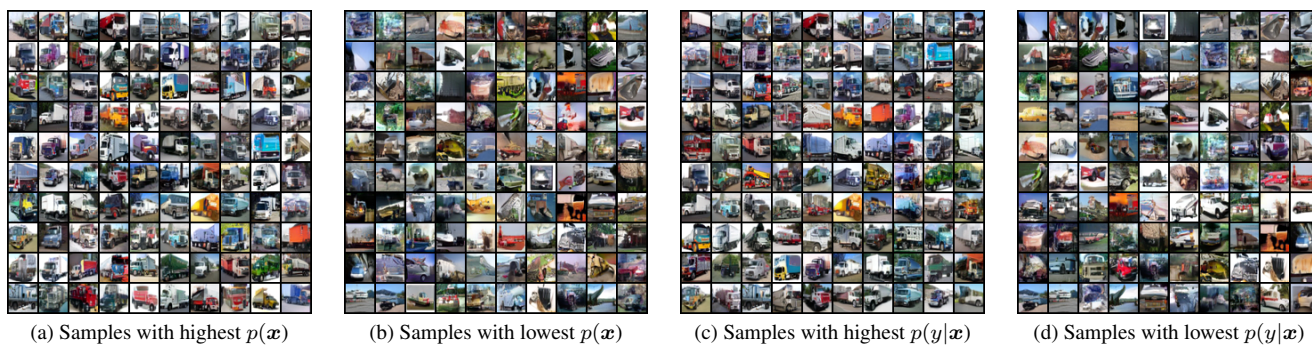 (a) Samples with highest p(x)
(b) Samples with lowest p(x)
(c) Samples with highest p(y|x)
(d) Samples with lowest p(y|x)